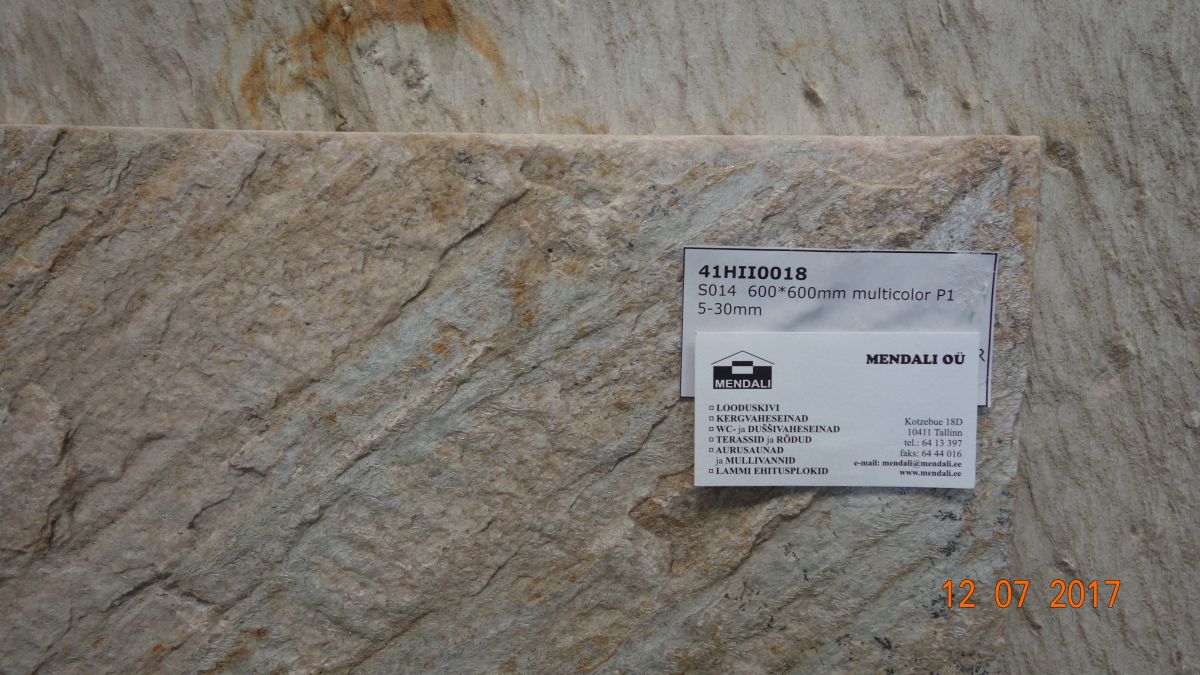 41HII0018
S014 600*600mm multicolor P1
5-30mm
R
MENDALI
MENDALI OÜ
¤ LOODUSKIVI
¤ KERGVAHESEINAD
¤ WC- ja DUŠŠIVAHESEINAD
¤ TERASSID ja RÕDUD
¤ AURUSAUNAD
ja MULLIVANNID
¤ LAMMI EHITUSPLOKID
Kotzebue 18D
10411 Tallinn
tel.: 64 13 397
faks: 64 44 016
e-mail: mendali@mendali.ee
www.mendali.ee
12 07 2017